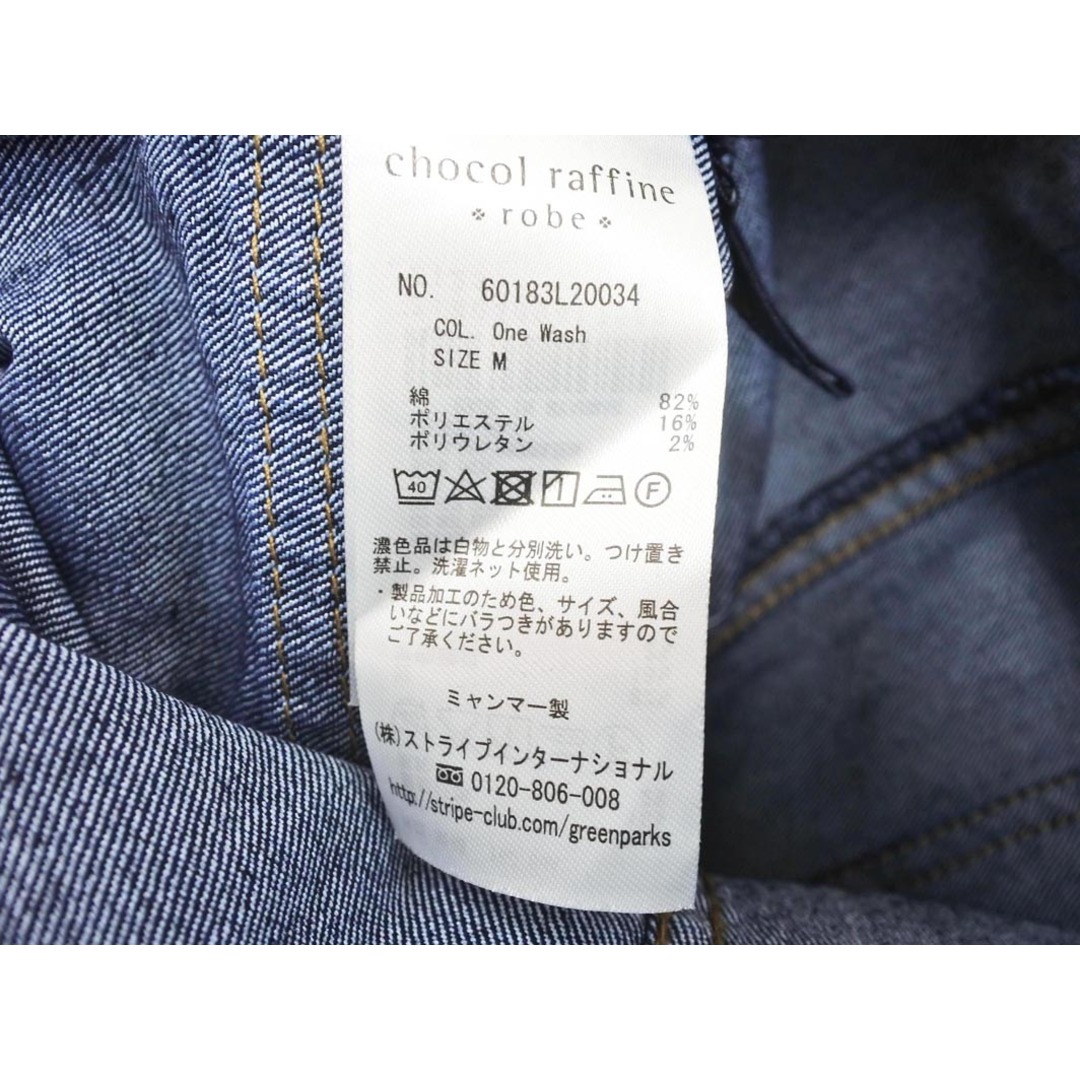 chocol raffine
robe
NO. 60183L20034
COL. One Wash
SIZE M
綿 82%
ポリエステル 16%
ポリウレタン 2%
40 F
濃色品は白物と分別洗い。つけ置き
禁止。洗濯ネット使用。
・製品加工のため色、サイズ、風合
いなどにバラつきがありますので
ご了承ください。
ミャンマー製
(株)ストライプインターナショナル
0120-806-008
http://stripe-club.com/greenparks